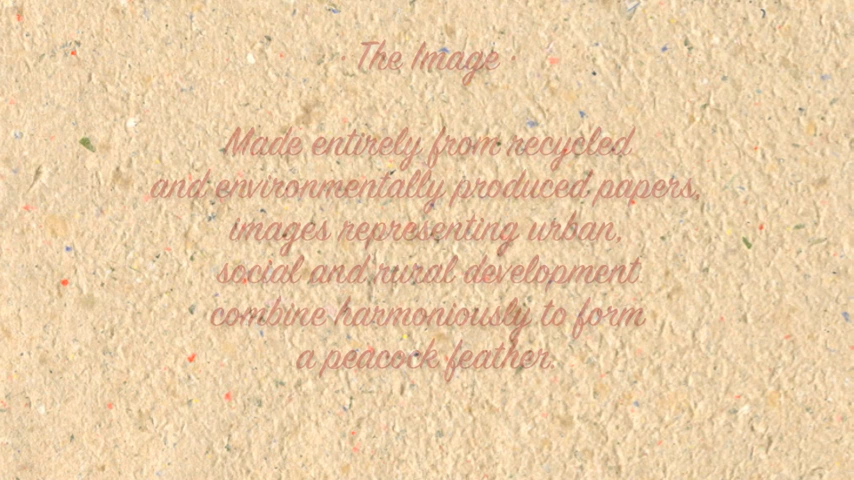 The Image
Made entirely from recycled
and environmentally produced papers,
images representing urban,
social and rural development
combine harmoniously to form
a peacock feather.